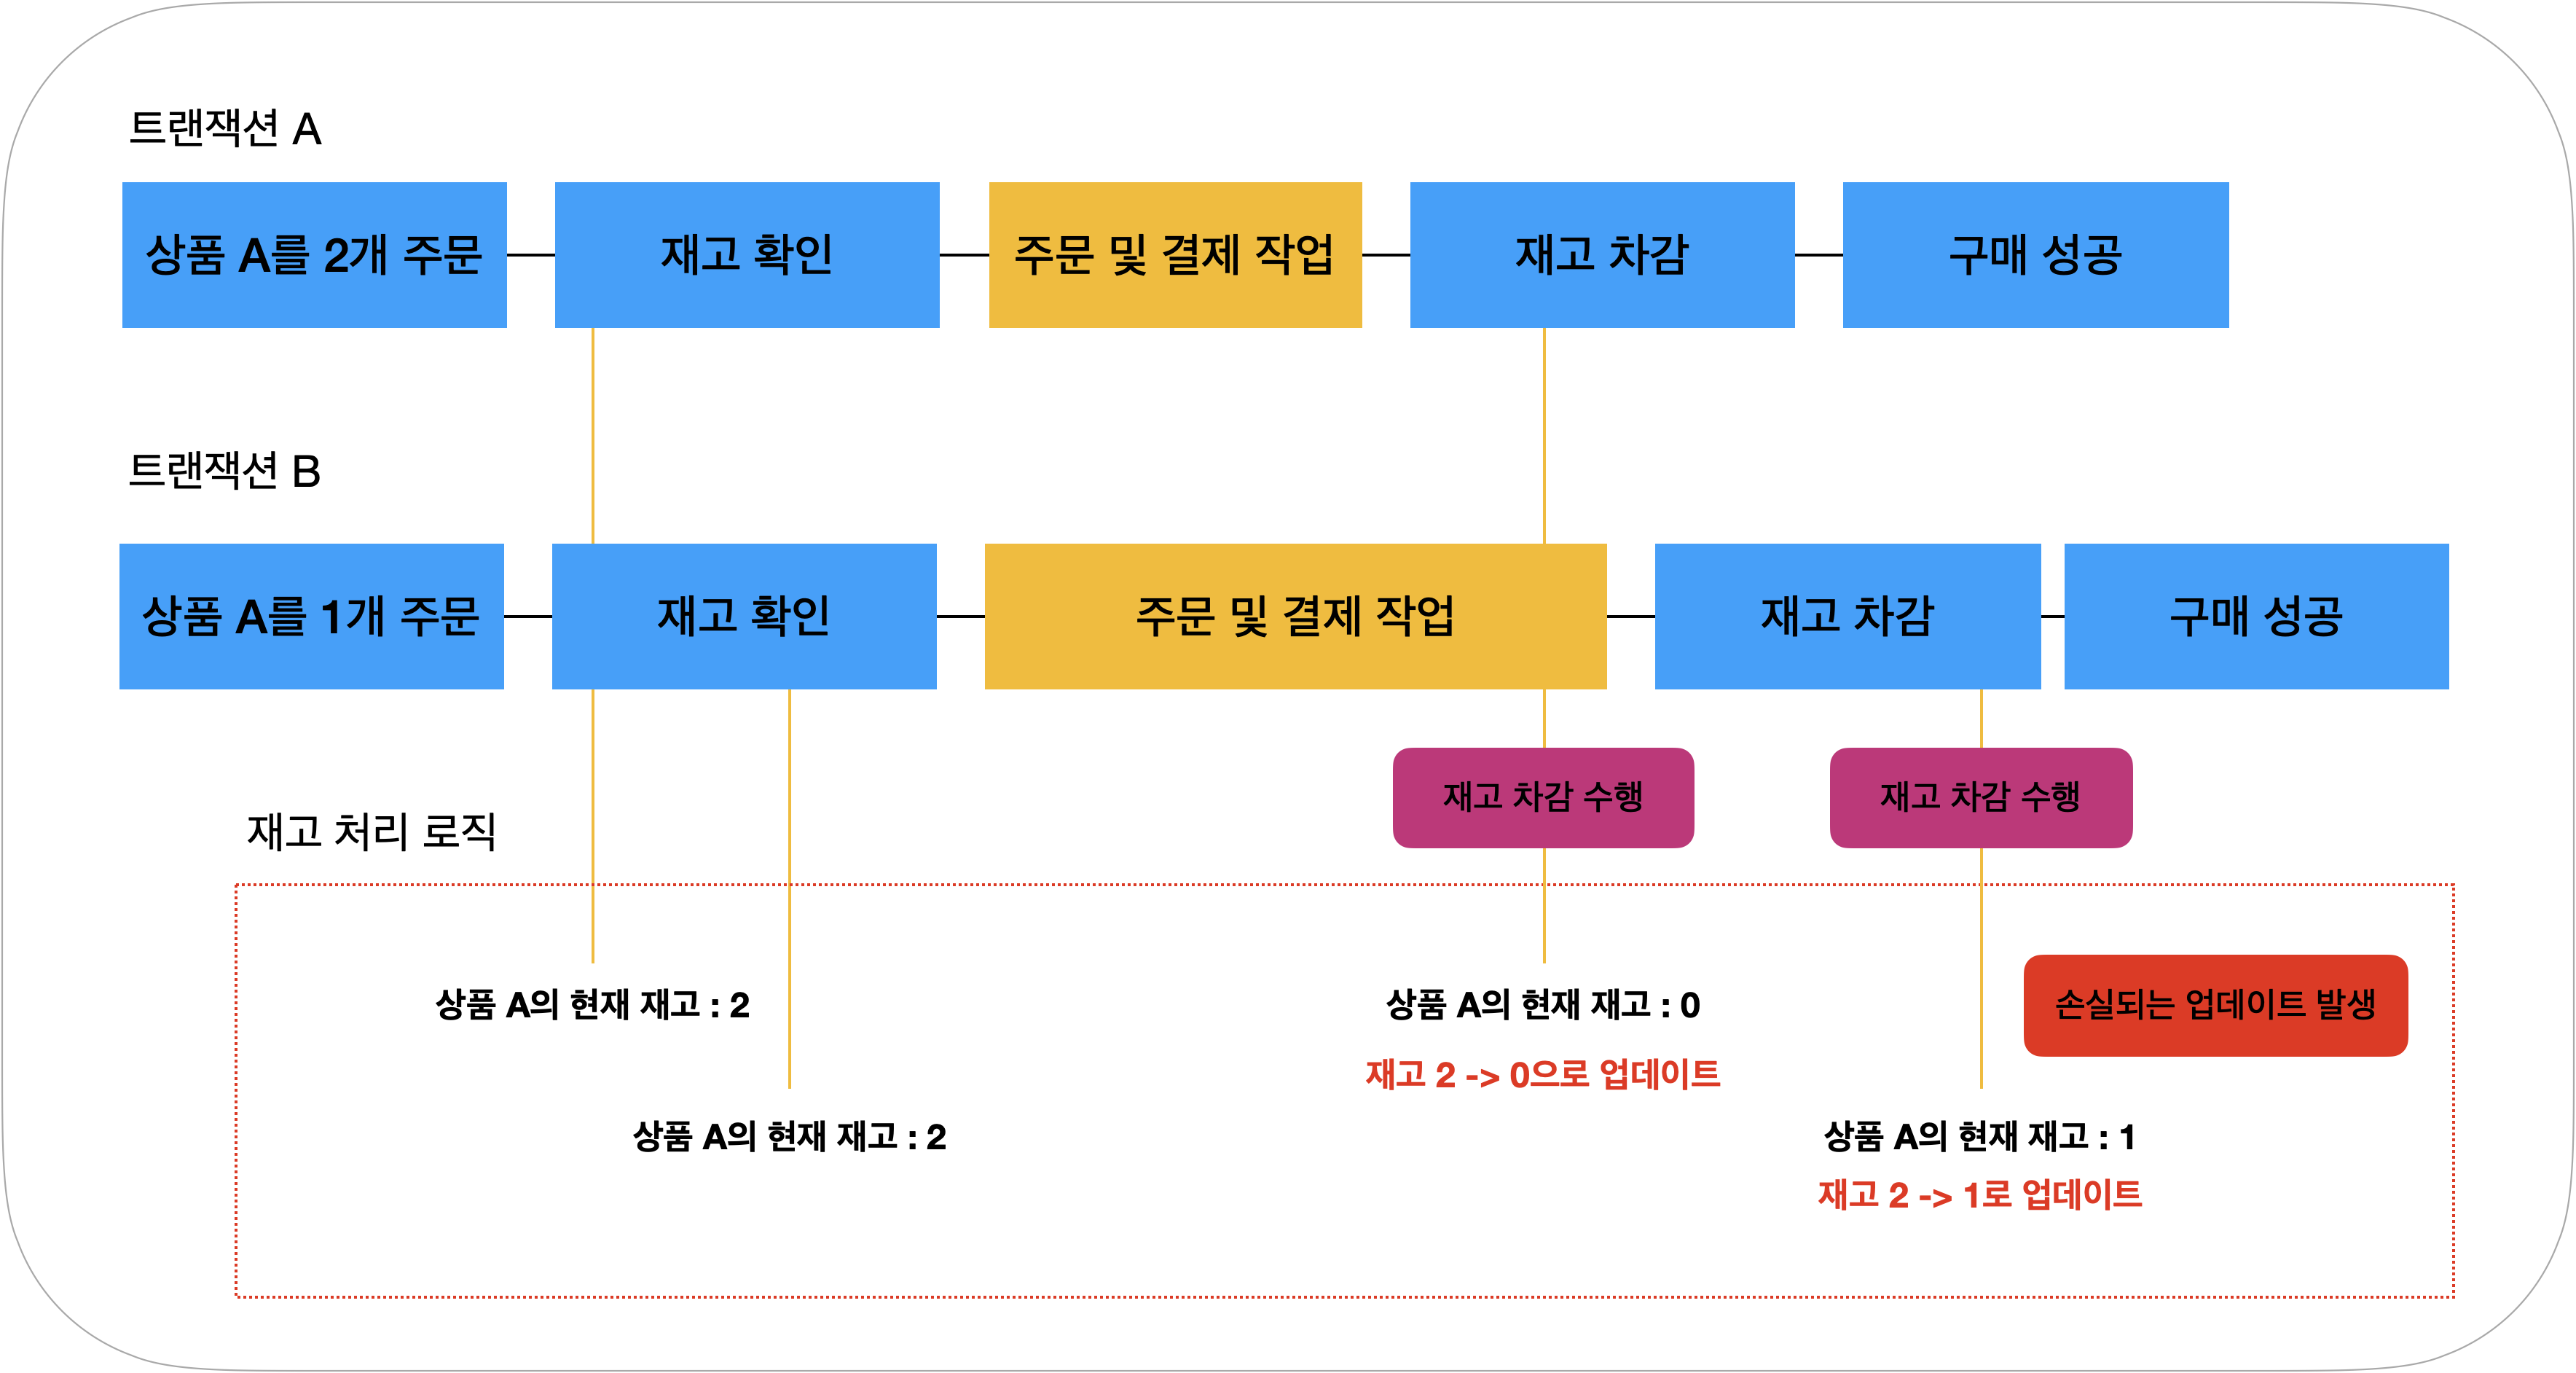 트랜잭션 A
상품 A를 2개 주문
재고 확인
주문 및 결제 작업
재고 차감
구매 성공
트랜잭션 B
상품 A를 1개 주문
재고 확인
주문 및 결제 작업
재고 차감
구매 성공
재고 차감 수행
재고 차감 수행
재고 처리 로직
상품 A의 현재 재고 : 2
상품 A의 현재 재고 : 0
손실되는 업데이트 발생
재고 2 -> 0으로 업데이트
상품 A의 현재 재고 : 2
상품 A의 현재 재고 : 1
재고 2 -> 1로 업데이트